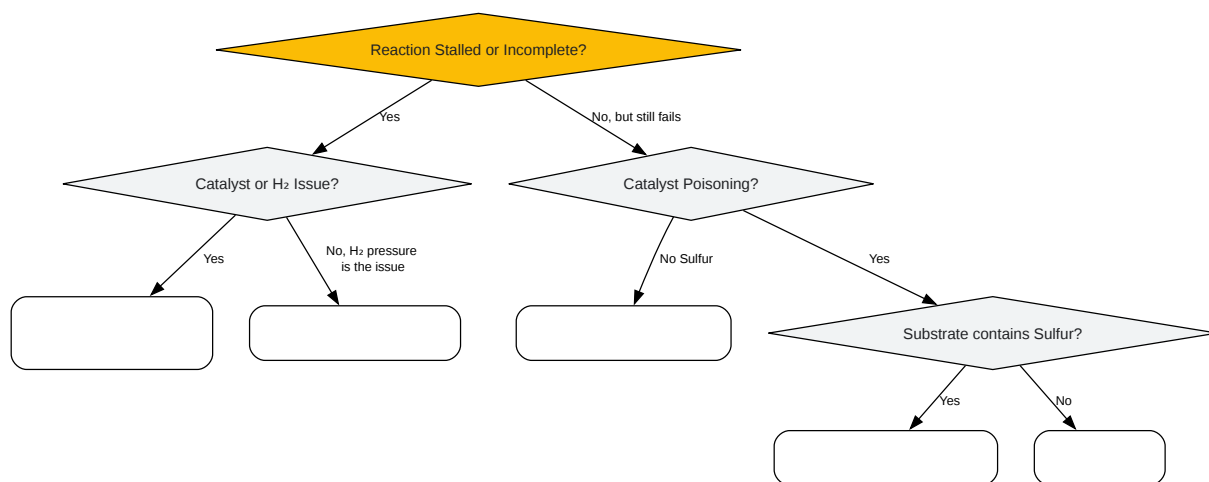 Reaction Stalled or Incomplete?
Yes
No, but still fails
Catalyst or H₂ Issue?
Catalyst Poisoning?
Yes
No, H₂ pressure
is the issue
No Sulfur
Yes
Substrate contains Sulfur?
Yes
No